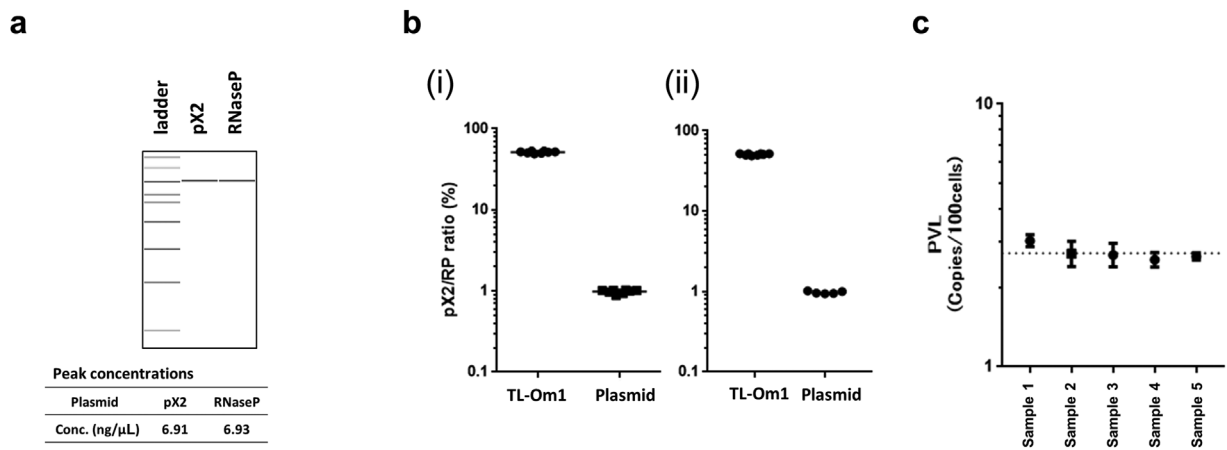 a
ladder
pX2
RNaseP
Peak concentrations
Plasmid pX2 RNaseP
Conc. (ng/µL) 6.91 6.93
b
(i)
pX2/RP ratio (%)
100
10
1
0.1
TL-Om1 Plasmid
(ii)
100
10
1
0.1
TL-Om1 Plasmid
c
PVL
(Copies/100cells)
10
1
Sample 1
Sample 2
Sample 3
Sample 4
Sample 5